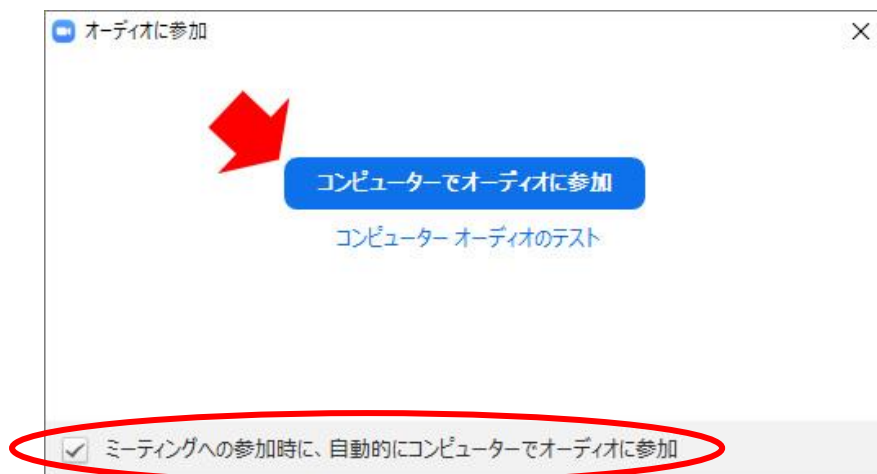 オーディオに参加
コンピューターでオーディオに参加
コンピューター オーディオのテスト
ミーティングへの参加時に、自動的にコンピューターでオーディオに参加